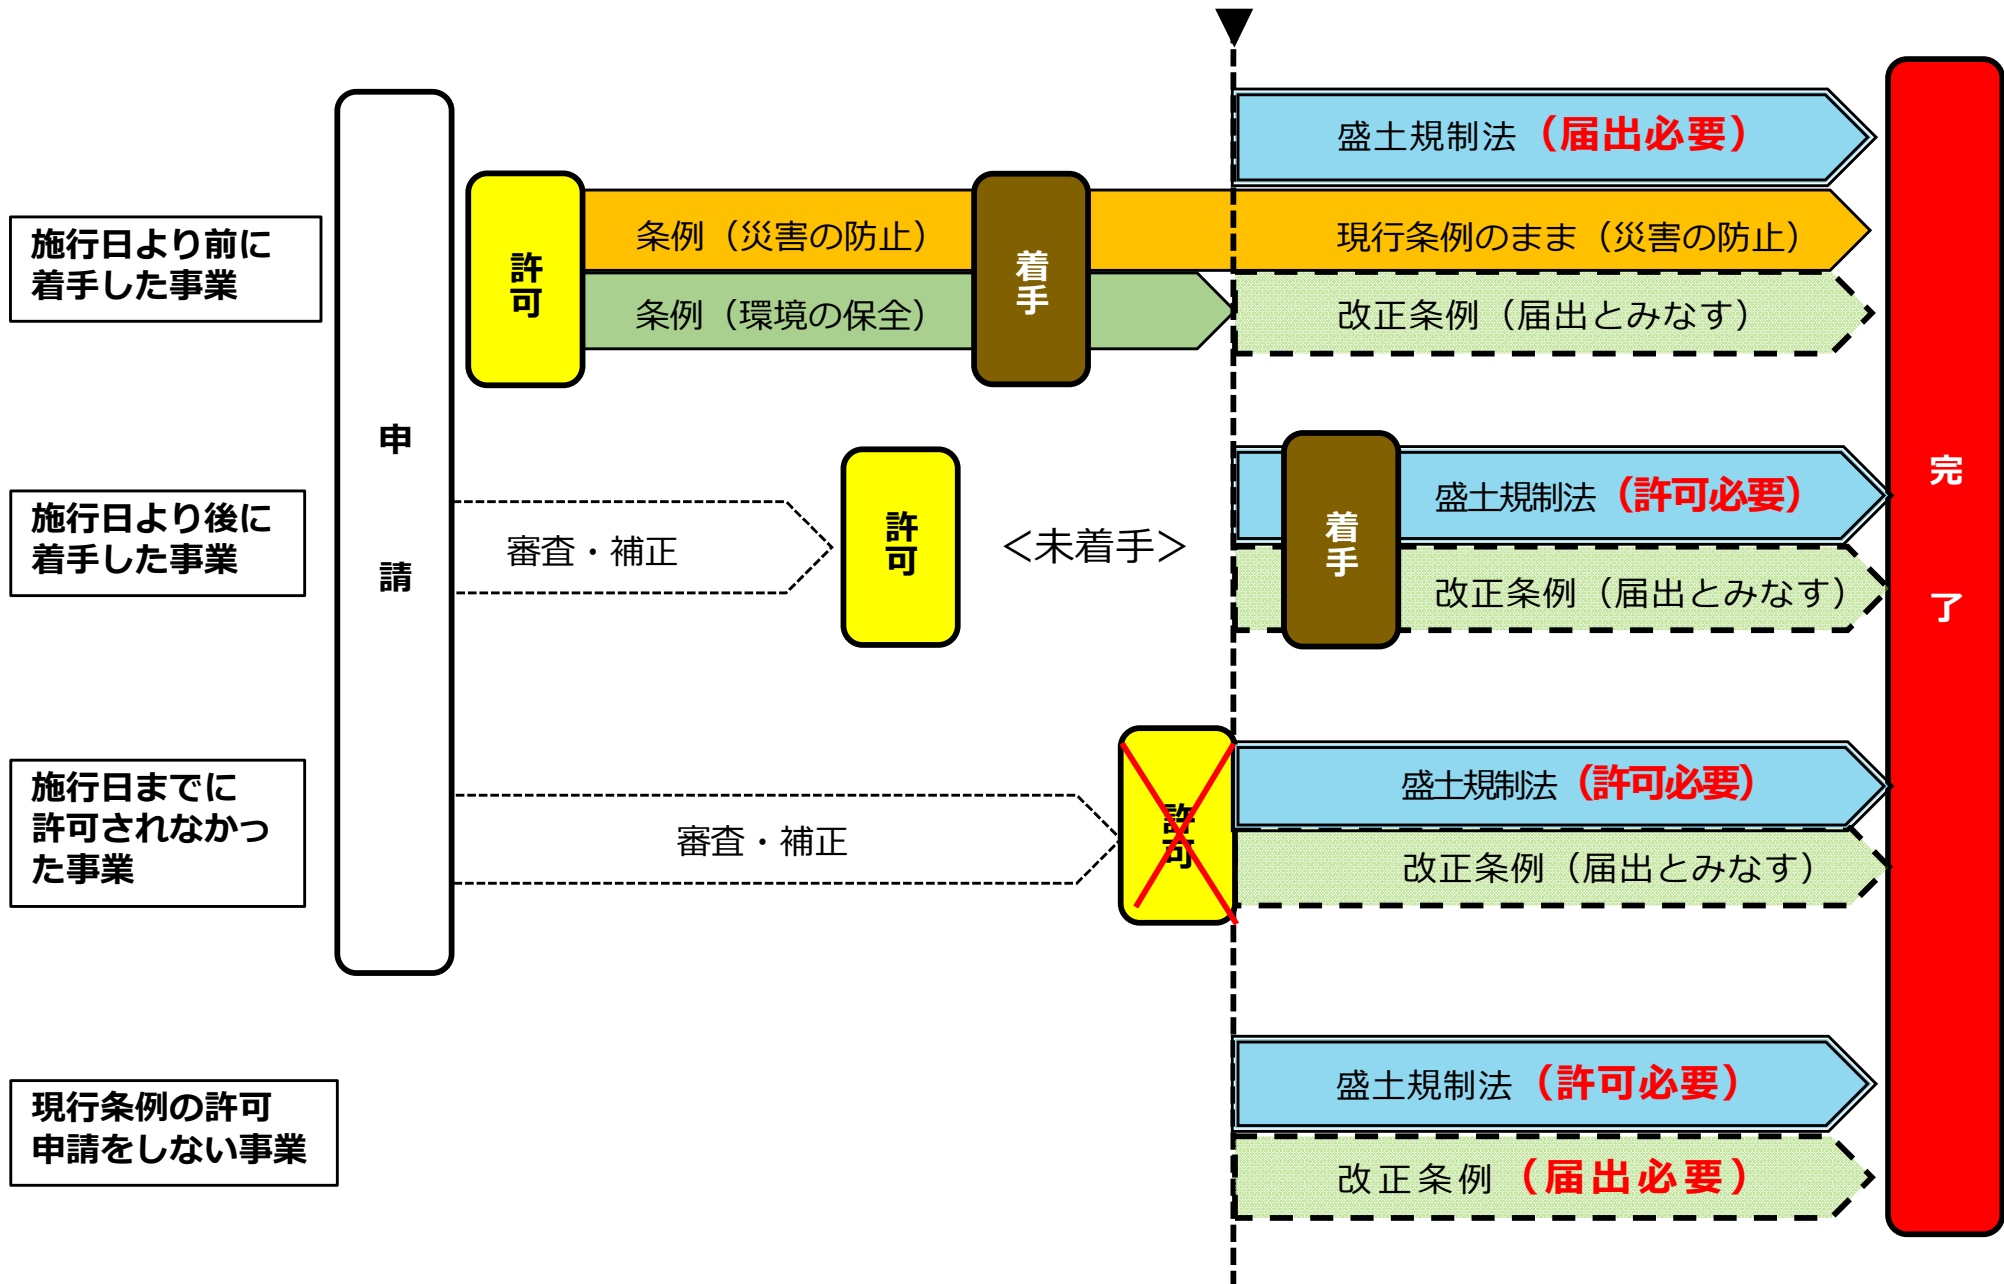 申請
完了
盛土規制法（届出必要）
施行日より前に
着手した事業
許可
条例（災害の防止）
着手
現行条例のまま（災害の防止）
条例（環境の保全）
改正条例（届出とみなす）
施行日より後に
着手した事業
審査・補正
許可
＜未着手＞
着手
盛土規制法（許可必要）
改正条例（届出とみなす）
施行日までに
許可されなかっ
た事業
審査・補正
許可
盛土規制法（許可必要）
改正条例（届出とみなす）
現行条例の許可
申請をしない事業
盛土規制法（許可必要）
改正条例（届出必要）